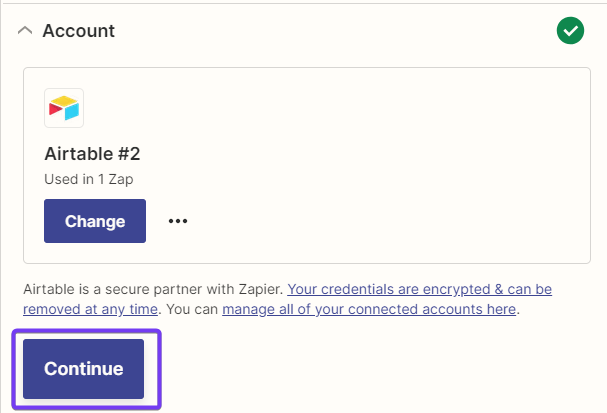 Account
Airtable #2
Used in 1 Zap
Change
Airtable is a secure partner with Zapier. Your credentials are encrypted & can be
removed at any time. You can manage all of your connected accounts here.
Continue